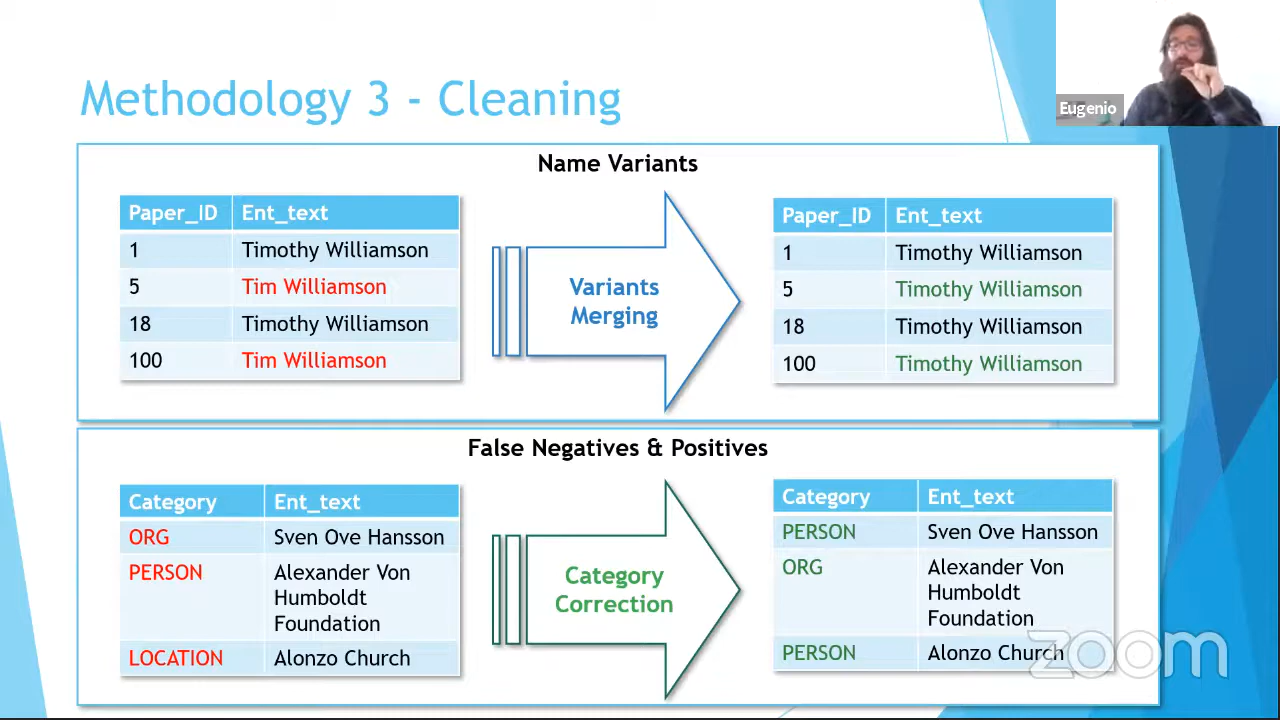 Methodology 3 - Cleaning
Eugenio
Name Variants
Paper_ID Ent_text
1 Timothy Williamson
5 Tim Williamson
18 Timothy Williamson
100 Tim Williamson
Variants
Merging
Paper_ID Ent_text
1 Timothy Williamson
5 Timothy Williamson
18 Timothy Williamson
100 Timothy Williamson
False Negatives & Positives
Category Ent_text
ORG Sven Ove Hansson
PERSON Alexander Von
Humboldt
Foundation
LOCATION Alonzo Church
Category
Correction
Category Ent_text
PERSON Sven Ove Hansson
ORG Alexander Von
Humboldt
Foundation
PERSON Alonzo Church
zoom